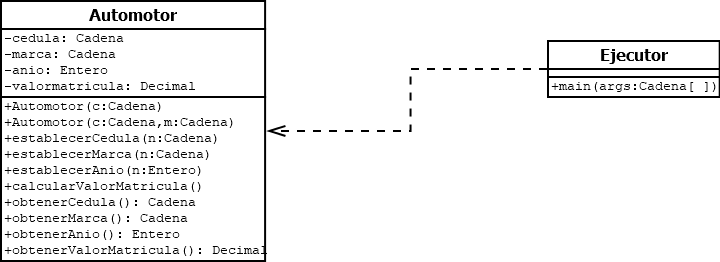 Automotor
-cedula: Cadena
-marca: Cadena
-anio: Entero
-valormatricula: Decimal
+Automotor(c:Cadena)
+Automotor(c:Cadena,m:Cadena)
+establecerCedula(n:Cadena)
+establecerMarca(n:Cadena)
+establecerAnio(n:Entero)
+calcularValorMatricula()
+obtenerCedula(): Cadena
+obtenerMarca(): Cadena
+obtenerAnio(): Entero
+obtenerValorMatricula(): Decimal
Ejecutor
+main(args:Cadena[ ])